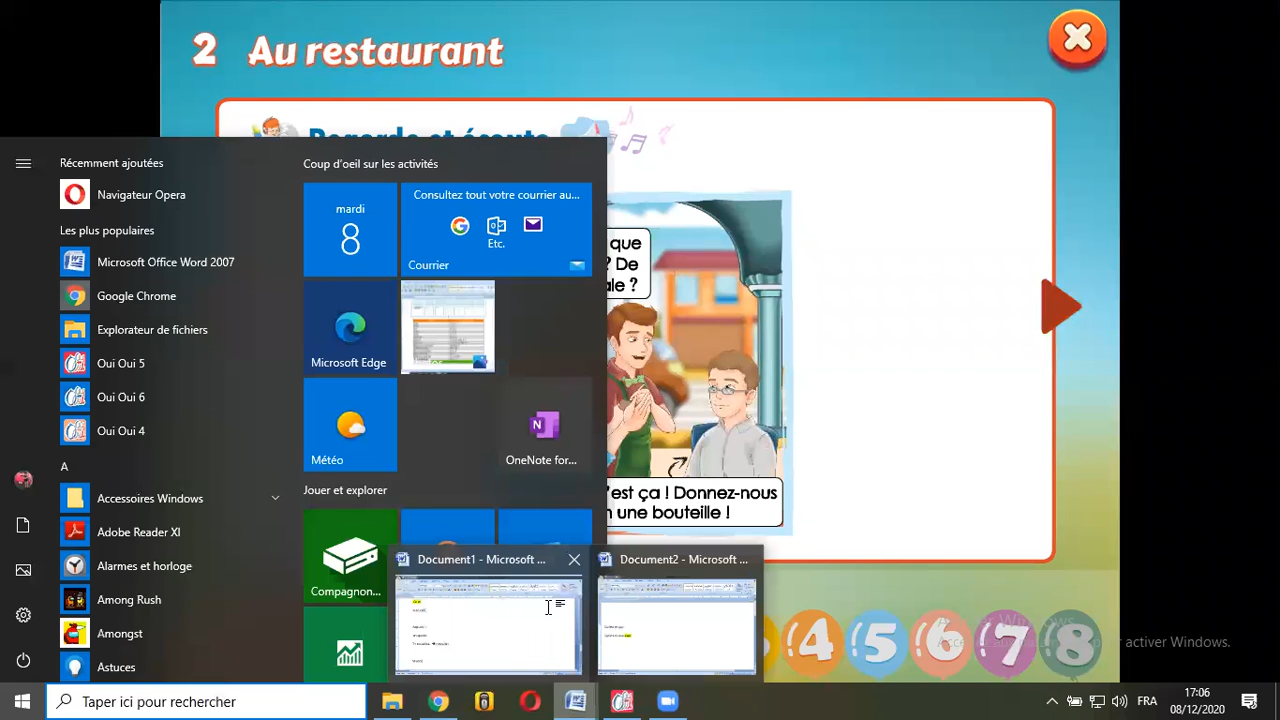 2 Au restaurant
Regarde et écoute
que
? De
le ?
'est ça ! Donnez-nous
une bouteille !
4 5 6 7 8
Récemment ajoutées
Navigateur Opera
Les plus populaires
Microsoft Office Word 2007
Google Chrome
Explorateur de fichiers
Oui Oui 5
Oui Oui 6
Oui Oui 4
A
Accessoires Windows
Adobe Reader XI
Alarmes et horloge
Among Rush
Amongst
Astuces
Coup d'oeil sur les activités
mardi
8
Consultez tout votre courrier au...
Etc.
Courrier
Microsoft Edge
Météo
OneNote for...
Jouer et explorer
Compagnon...
Document1 - Microsoft ...
Document2 - Microsoft ...
er activer Windows.
Taper ici pour rechercher
FRA
17:06
08/12/2020